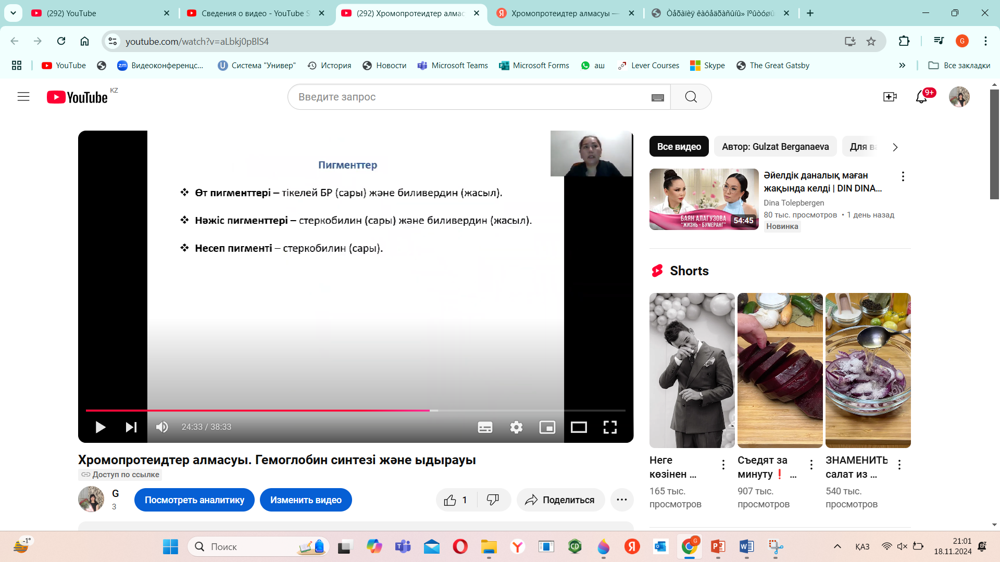 (292) YouTube
Сведения о видео - YouTube S
(292) Хромопротеидтер алмас
Хромопротеидтер алмасуы —
Òåðàïèÿ êàôåäðàñûíû» îºûòóøû
youtube.com/watch?v=aLbkj0pBlS4
G
YouTube
zm Видеоконференцс...
Система "Универ"
История
Новости
Microsoft Teams
Microsoft Forms
аш
Lever Courses
Skype
The Great Gatsby
Все закладки
YouTube KZ
Введите запрос
9+
Пигменттер
Өт пигменттері – тікелей БР (сары) және биливердин (жасыл).
Нәжіс пигменттері – стеркобилин (сары) және биливердин (жасыл).
Несеп пигменті – стеркобилин (сары).
24:33 / 38:33
Хромопротеидтер алмасуы. Гемоглобин синтезі және ыдырауы
Доступ по ссылке
G
3
Посмотреть аналитику
Изменить видео
1
Поделиться
Все видео
Автор: Gulzat Berganaeva
Для ва
БАЯН АЛАГУЗОВА
"ЖИЗНЬ - БУМЕРАНГ"
54:45
Әйелдік даналық маған
жақында келді | DIN DINA...
Dina Tolepbergen
80 тыс. просмотров • 1 день назад
Новинка
Shorts
Неге
көзінен ...
165 тыс.
просмотров
Съедят за
минуту❗ ...
907 тыс.
просмотров
ЗНАМЕНИТЬ
салат из ...
540 тыс.
просмотров
-1°
Поиск
ҚАЗ
21:01
18.11.2024